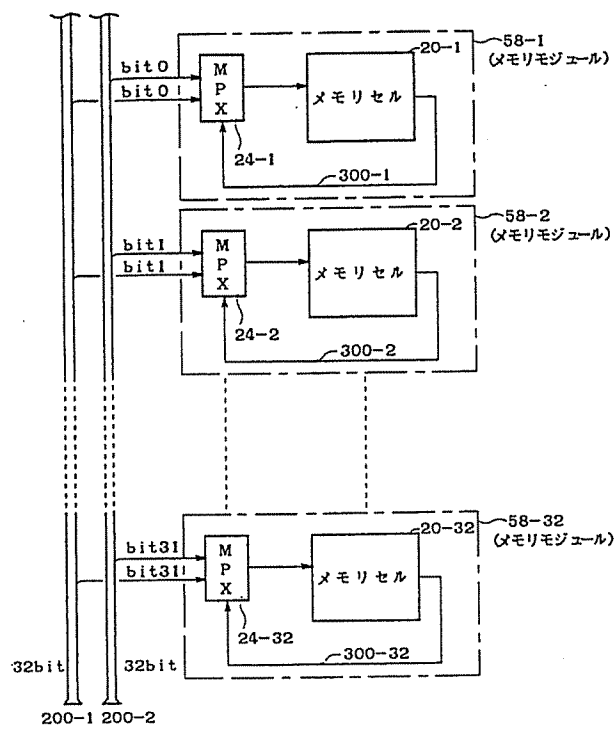 bit0
bit0
M
P
X
24-1
20-1
メモリセル
300-1
58-1
(メモリモジュール)
bit1
bit1
M
P
X
24-2
20-2
メモリセル
300-2
58-2
(メモリモジュール)
bit31
bit31
M
P
X
24-32
20-32
メモリセル
300-32
58-32
(メモリモジュール)
32bit
32bit
200-1
200-2